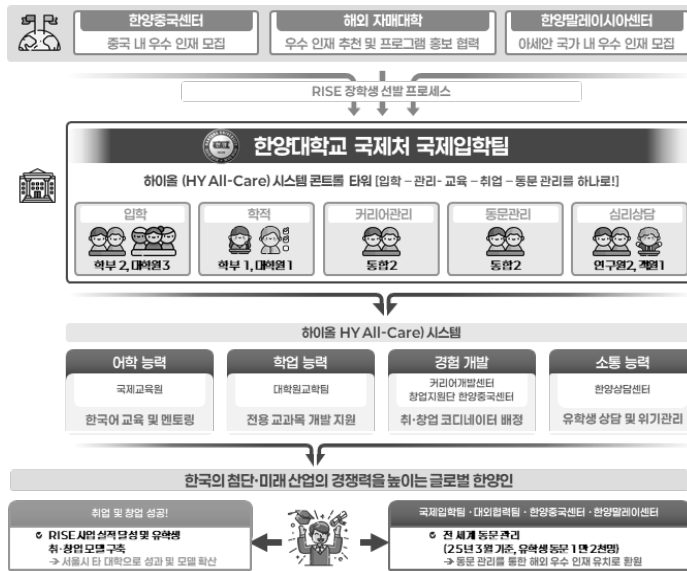 한양중국센터
중국 내 우수 인재 모집
해외 자매대학
우수 인재 추천 및 프로그램 홍보 협력
한양말레이시아센터
아세안 국가 내 우수 인재 모집
RISE 장학생 선발 프로세스
한양대학교 국제처 국제입학팀
하이올 (HY All-Care) 시스템 콘트롤 타워 [입학 – 관리- 교육 – 취업 – 동문 관리를 하나로!]
입학
학부 2, 대학원 3
학적
학부 1, 대학원 1
커리어관리
통합2
동문관리
통합2
심리상담
연구원2, 객원1
하이올 HY All-Care) 시스템
어학 능력
국제교육원
한국어 교육 및 멘토링
학업 능력
대학원교학팀
전용 교과목 개발 지원
경험 개발
커리어개발센터
창업지원단 한양중국센터
취·창업 코디네이터 배정
소통 능력
한양상담센터
유학생 상담 및 위기관리
한국의 첨단·미래 산업의 경쟁력을 높이는 글로벌 한양인
취업 및 창업 성공!
RISE사업 실적 달성 및 유학생
취·창업 모델 구축
→ 서울시 타 대학으로 성과 및 모델 확산
국제입학팀 · 대외협력팀 · 한양중국센터 · 한양말레이센터
전 세계 동문 관리
(25년 3월 기준, 유학생 동문 1만 2천명)
→ 동문 관리를 통한 해외 우수 인재 유치로 환원